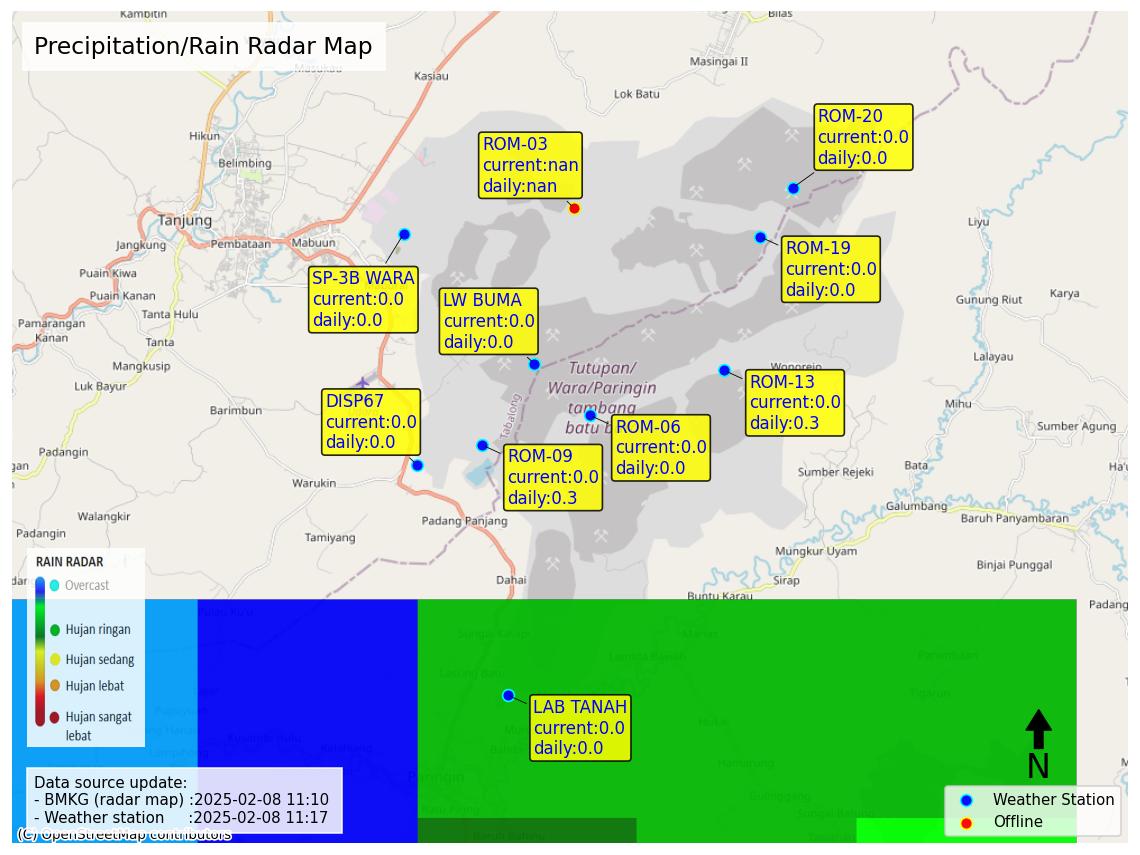 Precipitation/Rain Radar Map
Kambitin
Bilas
Masukau
Masingai II
Kasiau
Lok Batu
ROM-20
current:0.0
daily:0.0
Hikun
ROM-03
current:nan
daily:nan
Belimbing
Tanjung
Liyu
Jangkung
Pembataan
Mabuun
ROM-19
current:0.0
daily:0.0
Puain Kiwa
SP-3B WARA
current:0.0
daily:0.0
Puain Kanan
LW BUMA
current:0.0
daily:0.0
Karya
Gunung Riut
Tanta Hulu
Pamarangan
Kanan
Tanta
Lalayau
Mangkusip
Tutupan/
Wara/Paringin
tambang
batu b
Wonorejo
Luk Bayur
ROM-13
current:0.0
daily:0.3
DISP67
current:0.0
daily:0.0
Tabalong
Mihu
Barimbun
ROM-06
current:0.0
daily:0.0
Sumber Agung
Padangin
ROM-09
current:0.0
daily:0.3
gan
Bata
Ha'u
Sumber Rejeki
Warukin
Galumbang
Walangkir
Padang Panjang
Baruh Panyambaran
Padangin
Tamiyang
Mungkur Uyam
Binjai Punggal
Dahai
Sirap
Buntu Karau
Padang
RAIN RADAR
Overcast
Hujan ringan
Hujan sedang
Hujan lebat
Hujan sangat
lebat
LAB TANAH
current:0.0
daily:0.0
Paringin
N
Data source update:
- BMKG (radar map) :2025-02-08 11:10
- Weather station :2025-02-08 11:17
Weather Station
Offline
(C) OpenStreetMap contributors